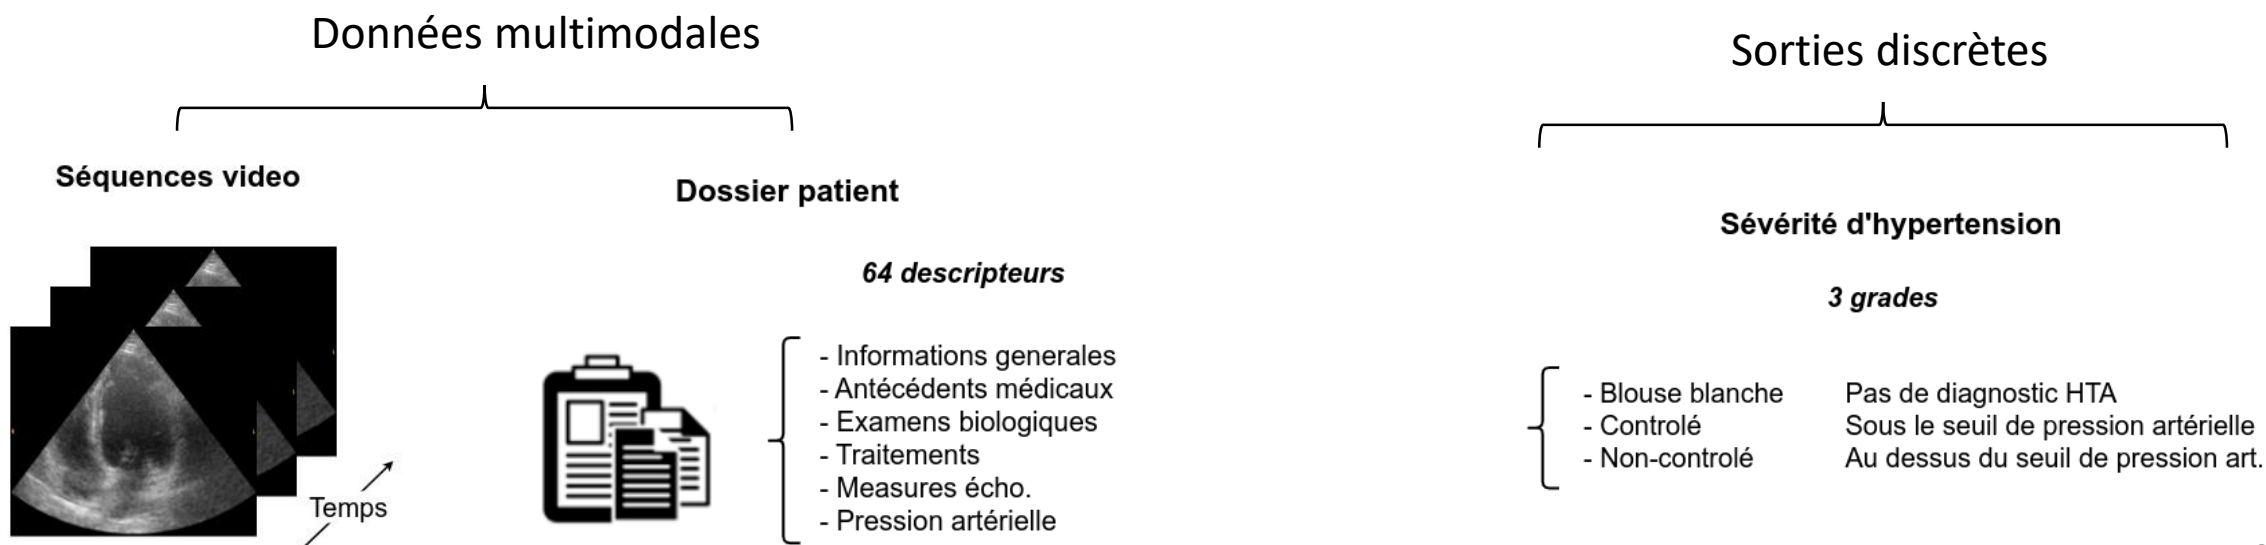 Données multimodales
Séquences video
Temps
Dossier patient
64 descripteurs
- Informations generales
- Antécédents médicaux
- Examens biologiques
- Traitements
- Measures écho.
- Pression artérielle
Sorties discrètes
Sévérité d'hypertension
3 grades
- Blouse blanche Pas de diagnostic HTA
- Controlé Sous le seuil de pression artérielle
- Non-controlé Au dessus du seuil de pression art.